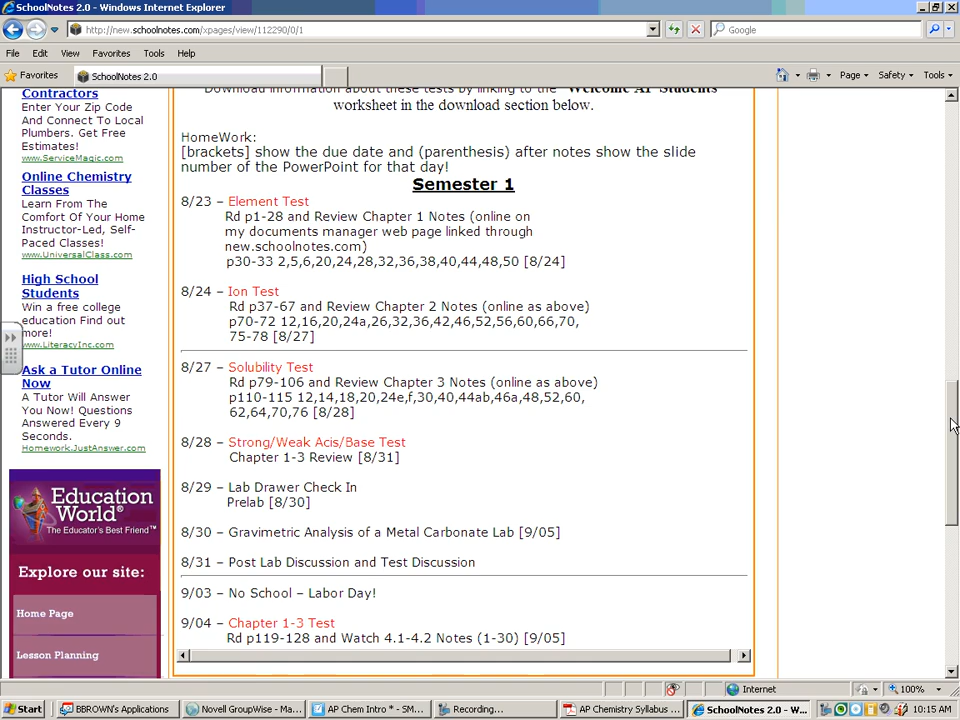 SchoolNotes 2.0 - Windows Internet Explorer
http://new.schoolnotes.com/xpages/view/112290/0/1
Google
File Edit View Favorites Tools Help
Favorites SchoolNotes 2.0 Page Safety Tools
Contractors
Enter Your Zip Code
And Connect To Local
Plumbers. Get Free
Estimates!
www.ServiceMagic.com
Online Chemistry
Classes
Learn From The
Comfort Of Your Home
Instructor-Led, Self-
Paced Classes!
www.UniversalClass.com
High School
Students
Win a free college
education Find out
more!
www.LiteracyInc.com
Ask a Tutor Online
Now
A Tutor Will Answer
You Now! Questions
Answered Every 9
Seconds.
Homework.JustAnswer.com
Education
World®
The Educator's Best Friend™
Explore our site:
Home Page
Lesson Planning
Download information about these tests by linking to the "Welcome AP Students"
worksheet in the download section below.
HomeWork:
[brackets] show the due date and (parenthesis) after notes show the slide
number of the PowerPoint for that day!
Semester 1
8/23 – Element Test
Rd p1-28 and Review Chapter 1 Notes (online on
my documents manager web page linked through
new.schoolnotes.com)
p30-33 2,5,6,20,24,28,32,36,38,40,44,48,50 [8/24]
8/24 – Ion Test
Rd p37-67 and Review Chapter 2 Notes (online as above)
p70-72 12,16,20,24a,26,32,36,42,46,52,56,60,66,70,
75-78 [8/27]
8/27 – Solubility Test
Rd p79-106 and Review Chapter 3 Notes (online as above)
p110-115 12,14,18,20,24e,f,30,40,44ab,46a,48,52,60,
62,64,70,76 [8/28]
8/28 – Strong/Weak Acis/Base Test
Chapter 1-3 Review [8/31]
8/29 – Lab Drawer Check In
Prelab [8/30]
8/30 – Gravimetric Analysis of a Metal Carbonate Lab [9/05]
8/31 – Post Lab Discussion and Test Discussion
9/03 – No School – Labor Day!
9/04 – Chapter 1-3 Test
Rd p119-128 and Watch 4.1-4.2 Notes (1-30) [9/05]
Internet 100%
Start BBROWN's Applications Novell GroupWise - Ma... AP Chem Intro * - SM... Recording... AP Chemistry Syllabus ... SchoolNotes 2.0 - W... 10:15 AM